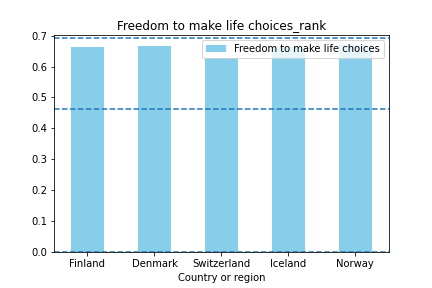 Freedom to make life choices_rank
Freedom to make life choices
0.7
0.6
0.5
0.4
0.3
0.2
0.1
0.0
Finland Denmark Switzerland Iceland Norway
Country or region